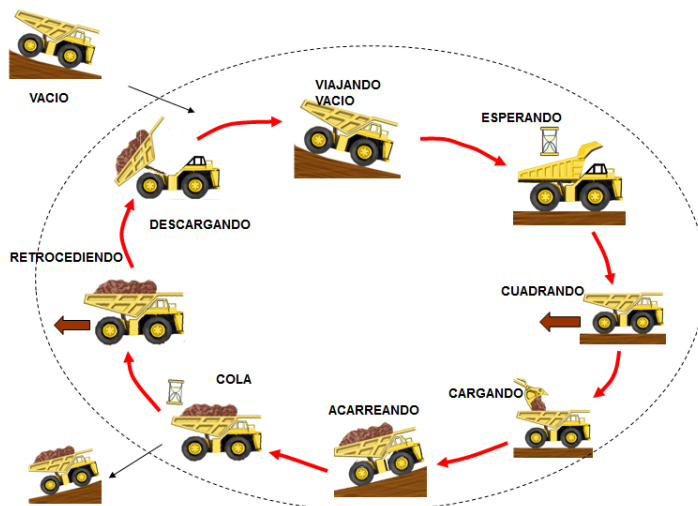 VACIO
VIAJANDO
VACIO
ESPERANDO
DESCARGANDO
RETROCEDIENDO
CUADRANDO
COLA
CARGANDO
ACARREANDO